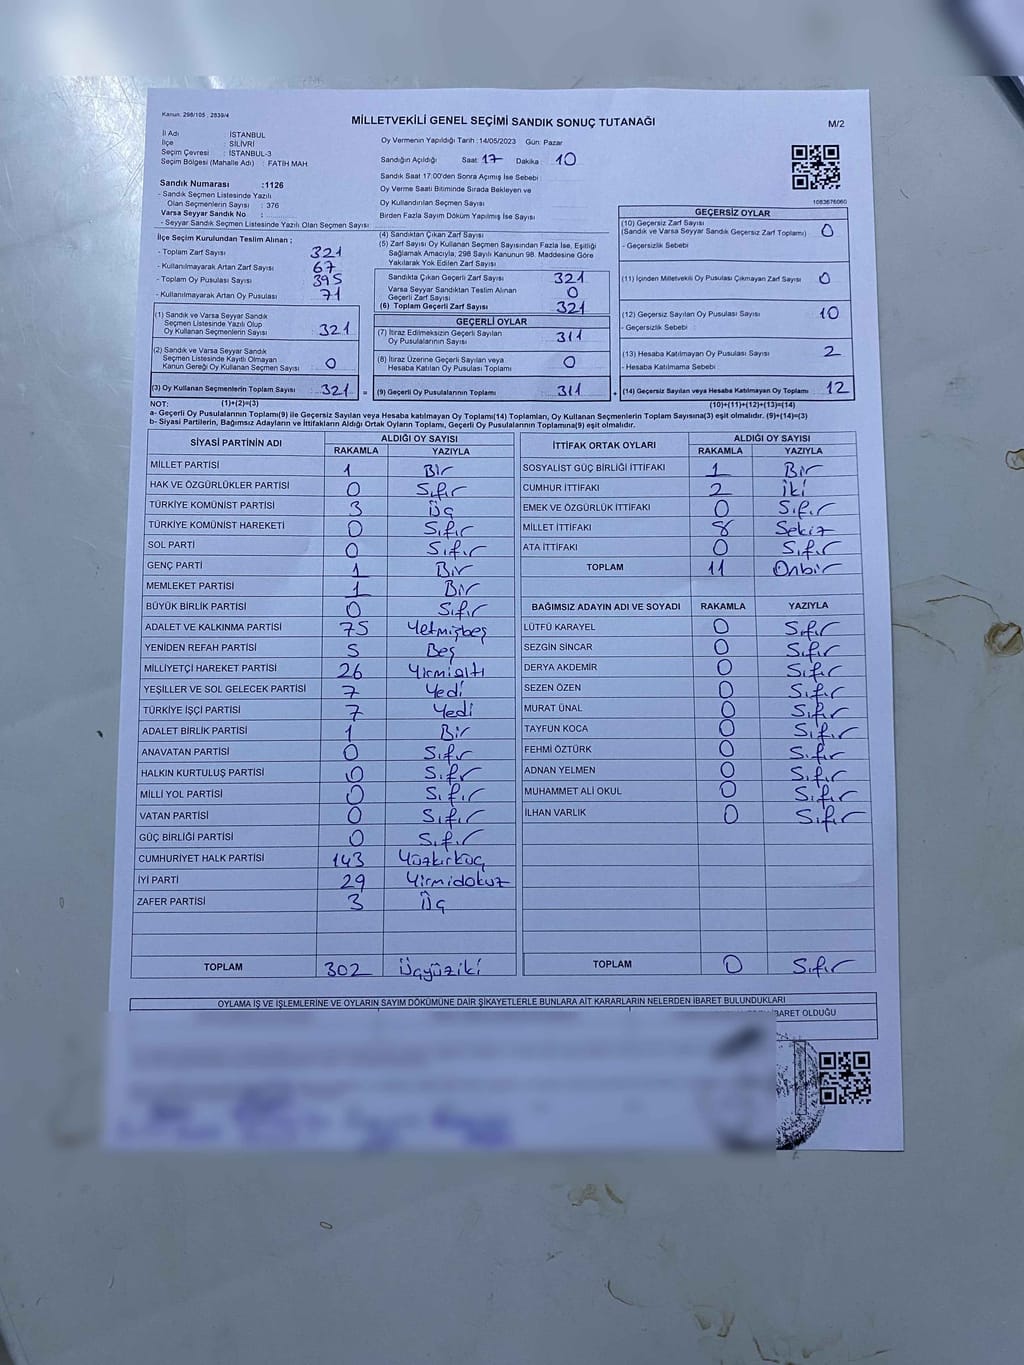 Kanun. 298/105 , 2839/4
MİLLETVEKİLİ GENEL SEÇİMİ SANDIK SONUÇ TUTANAĞI
M/2
İl Adı : İSTANBUL
İlçe : SİLİVRİ
Seçim Çevresi : İSTANBUL-3
Seçim Bölgesi (Mahalle Adı) : FATİH MAH
Oy Vermenin Yapıldığı Tarih :14/05/2023 Gün: Pazar
Sandığın Açıldığı Saat: 17 Dakika : 10
Sandık Saat 17:00'den Sonra Açımış İse Sebebi :
Oy Verme Saati Bitiminde Sırada Bekleyen ve
Oy Kullandırılan Seçmen Sayısı :
Birden Fazla Sayım Döküm Yapılmış İse Sayısı :
1083676060
Sandık Numarası :1126
- Sandık Seçmen Listesinde Yazılı
Olan Seçmenlerin Sayısı : 376
Varsa Seyyar Sandık No :
- Seyyar Sandık Seçmen Listesinde Yazılı Olan Seçmen Sayısı :
İlçe Seçim Kurulundan Teslim Alınan ;
- Toplam Zarf Sayısı 321
- Kullanılmayarak Artan Zarf Sayısı 67
- Toplam Oy Pusulası Sayısı 395
- Kullanılmayarak Artan Oy Pusulası 71
(1) Sandık ve Varsa Seyyar Sandık
Seçmen Listesinde Yazılı Olup
Oy Kullanan Seçmenlerin Sayısı 321
(2) Sandık ve Varsa Seyyar Sandık
Seçmen Listesinde Kayıtlı Olmayan
Kanun Gereği Oy Kullanan Seçmen Sayısı 0
(3) Oy Kullanan Seçmenlerin Toplam Sayısı 321 =
(4) Sandıktan Çıkan Zarf Sayısı
(5) Zarf Sayısı Oy Kullanan Seçmen Sayısından Fazla İse, Eşitliği
Sağlamak Amacıyla, 298 Sayılı Kanunun 98. Maddesine Göre
Yakılarak Yok Edilen Zarf Sayısı
Sandıkta Çıkan Geçerli Zarf Sayısı 321
Varsa Seyyar Sandıktan Teslim Alınan
Geçerli Zarf Sayısı 0
(6) Toplam Geçerli Zarf Sayısı 321
GEÇERLİ OYLAR
(7) İtiraz Edilmeksizin Geçerli Sayılan
Oy Pusulalarının Sayısı 311
(8) İtiraz Üzerine Geçerli Sayılan veya
Hesaba Katılan Oy Pusulası Toplamı 0
(9) Geçerli Oy Pusulalarının Toplamı 311 +
GEÇERSİZ OYLAR
(10) Geçersiz Zarf Sayısı
(Sandık ve Varsa Seyyar Sandık Geçersiz Zarf Toplamı) 0
- Geçersizlik Sebebi :
(11) İçinden Milletvekili Oy Pusulası Çıkmayan Zarf Sayısı 0
(12) Geçersiz Sayılan Oy Pusulası Sayısı 10
- Geçersizlik Sebebi :
(13) Hesaba Katılmayan Oy Pusulası Sayısı 2
- Hesaba Katılmama Sebebi :
(14) Geçersiz Sayılan veya Hesaba Katılmayan Oy Toplamı 12
NOT: (1)+(2)=(3) (10)+(11)+(12)+(13)=(14)
a- Geçerli Oy Pusulalarının Toplamı(9) ile Geçersiz Sayılan veya Hesaba katılmayan Oy Toplamı(14) Toplamları, Oy Kullanan Seçmenlerin Toplam Sayısına(3) eşit olmalıdır. (9)+(14)=(3)
b- Siyasi Partilerin, Bağımsız Adayların ve İttifakların Aldığı Ortak Oyların Toplamı, Geçerli Oy Pusulalarının Toplamına(9) eşit olmalıdır.
SİYASİ PARTİNİN ADI ALDIĞI OY SAYISI
RAKAMLA YAZIYLA
MİLLET PARTİSİ 1 Bir
HAK VE ÖZGÜRLÜKLER PARTİSİ 0 Sıfır
TÜRKİYE KOMÜNİST PARTİSİ 3 Üç
TÜRKİYE KOMÜNİST HAREKETİ 0 Sıfır
SOL PARTİ 0 Sıfır
GENÇ PARTİ 1 Bir
MEMLEKET PARTİSİ 1 Bir
BÜYÜK BİRLİK PARTİSİ 0 Sıfır
ADALET VE KALKINMA PARTİSİ 75 Yetmişbeş
YENİDEN REFAH PARTİSİ 5 Beş
MİLLİYETÇİ HAREKET PARTİSİ 26 Yirmialtı
YEŞİLLER VE SOL GELECEK PARTİSİ 7 Yedi
TÜRKİYE İŞÇİ PARTİSİ 7 Yedi
ADALET BİRLİK PARTİSİ 1 Bir
ANAVATAN PARTİSİ 0 Sıfır
HALKIN KURTULUŞ PARTİSİ 0 Sıfır
MİLLİ YOL PARTİSİ 0 Sıfır
VATAN PARTİSİ 0 Sıfır
GÜÇ BİRLİĞİ PARTİSİ 0 Sıfır
CUMHURİYET HALK PARTİSİ 143 Yüzkırküç
İYİ PARTİ 29 Yirmidokuz
ZAFER PARTİSİ 3 Üç
TOPLAM 302 Üçyüziki
İTTİFAK ORTAK OYLARI ALDIĞI OY SAYISI
RAKAMLA YAZIYLA
SOSYALİST GÜÇ BİRLİĞİ İTTİFAKI 1 Bir
CUMHUR İTTİFAKI 2 İki
EMEK VE ÖZGÜRLÜK İTTİFAKI 0 Sıfır
MİLLET İTTİFAKI 8 Sekiz
ATA İTTİFAKI 0 Sıfır
TOPLAM 11 Onbir
BAĞIMSIZ ADAYIN ADI VE SOYADI RAKAMLA YAZIYLA
LÜTFÜ KARAYEL 0 Sıfır
SEZGİN SİNCAR 0 Sıfır
DERYA AKDEMİR 0 Sıfır
SEZEN ÖZEN 0 Sıfır
MURAT ÜNAL 0 Sıfır
TAYFUN KOCA 0 Sıfır
FEHMİ ÖZTÜRK 0 Sıfır
ADNAN YELMEN 0 Sıfır
MUHAMMET ALİ OKUL 0 Sıfır
İLHAN VARLIK 0 Sıfır
TOPLAM 0 Sıfır
OYLAMA İŞ VE İŞLEMLERİNE VE OYLARIN SAYIM DÖKÜMÜNE DAİR ŞİKAYETLERLE BUNLARA AİT KARARLARIN NELERDEN İBARET BULUNDUKLARI
İBARET OLDUĞU